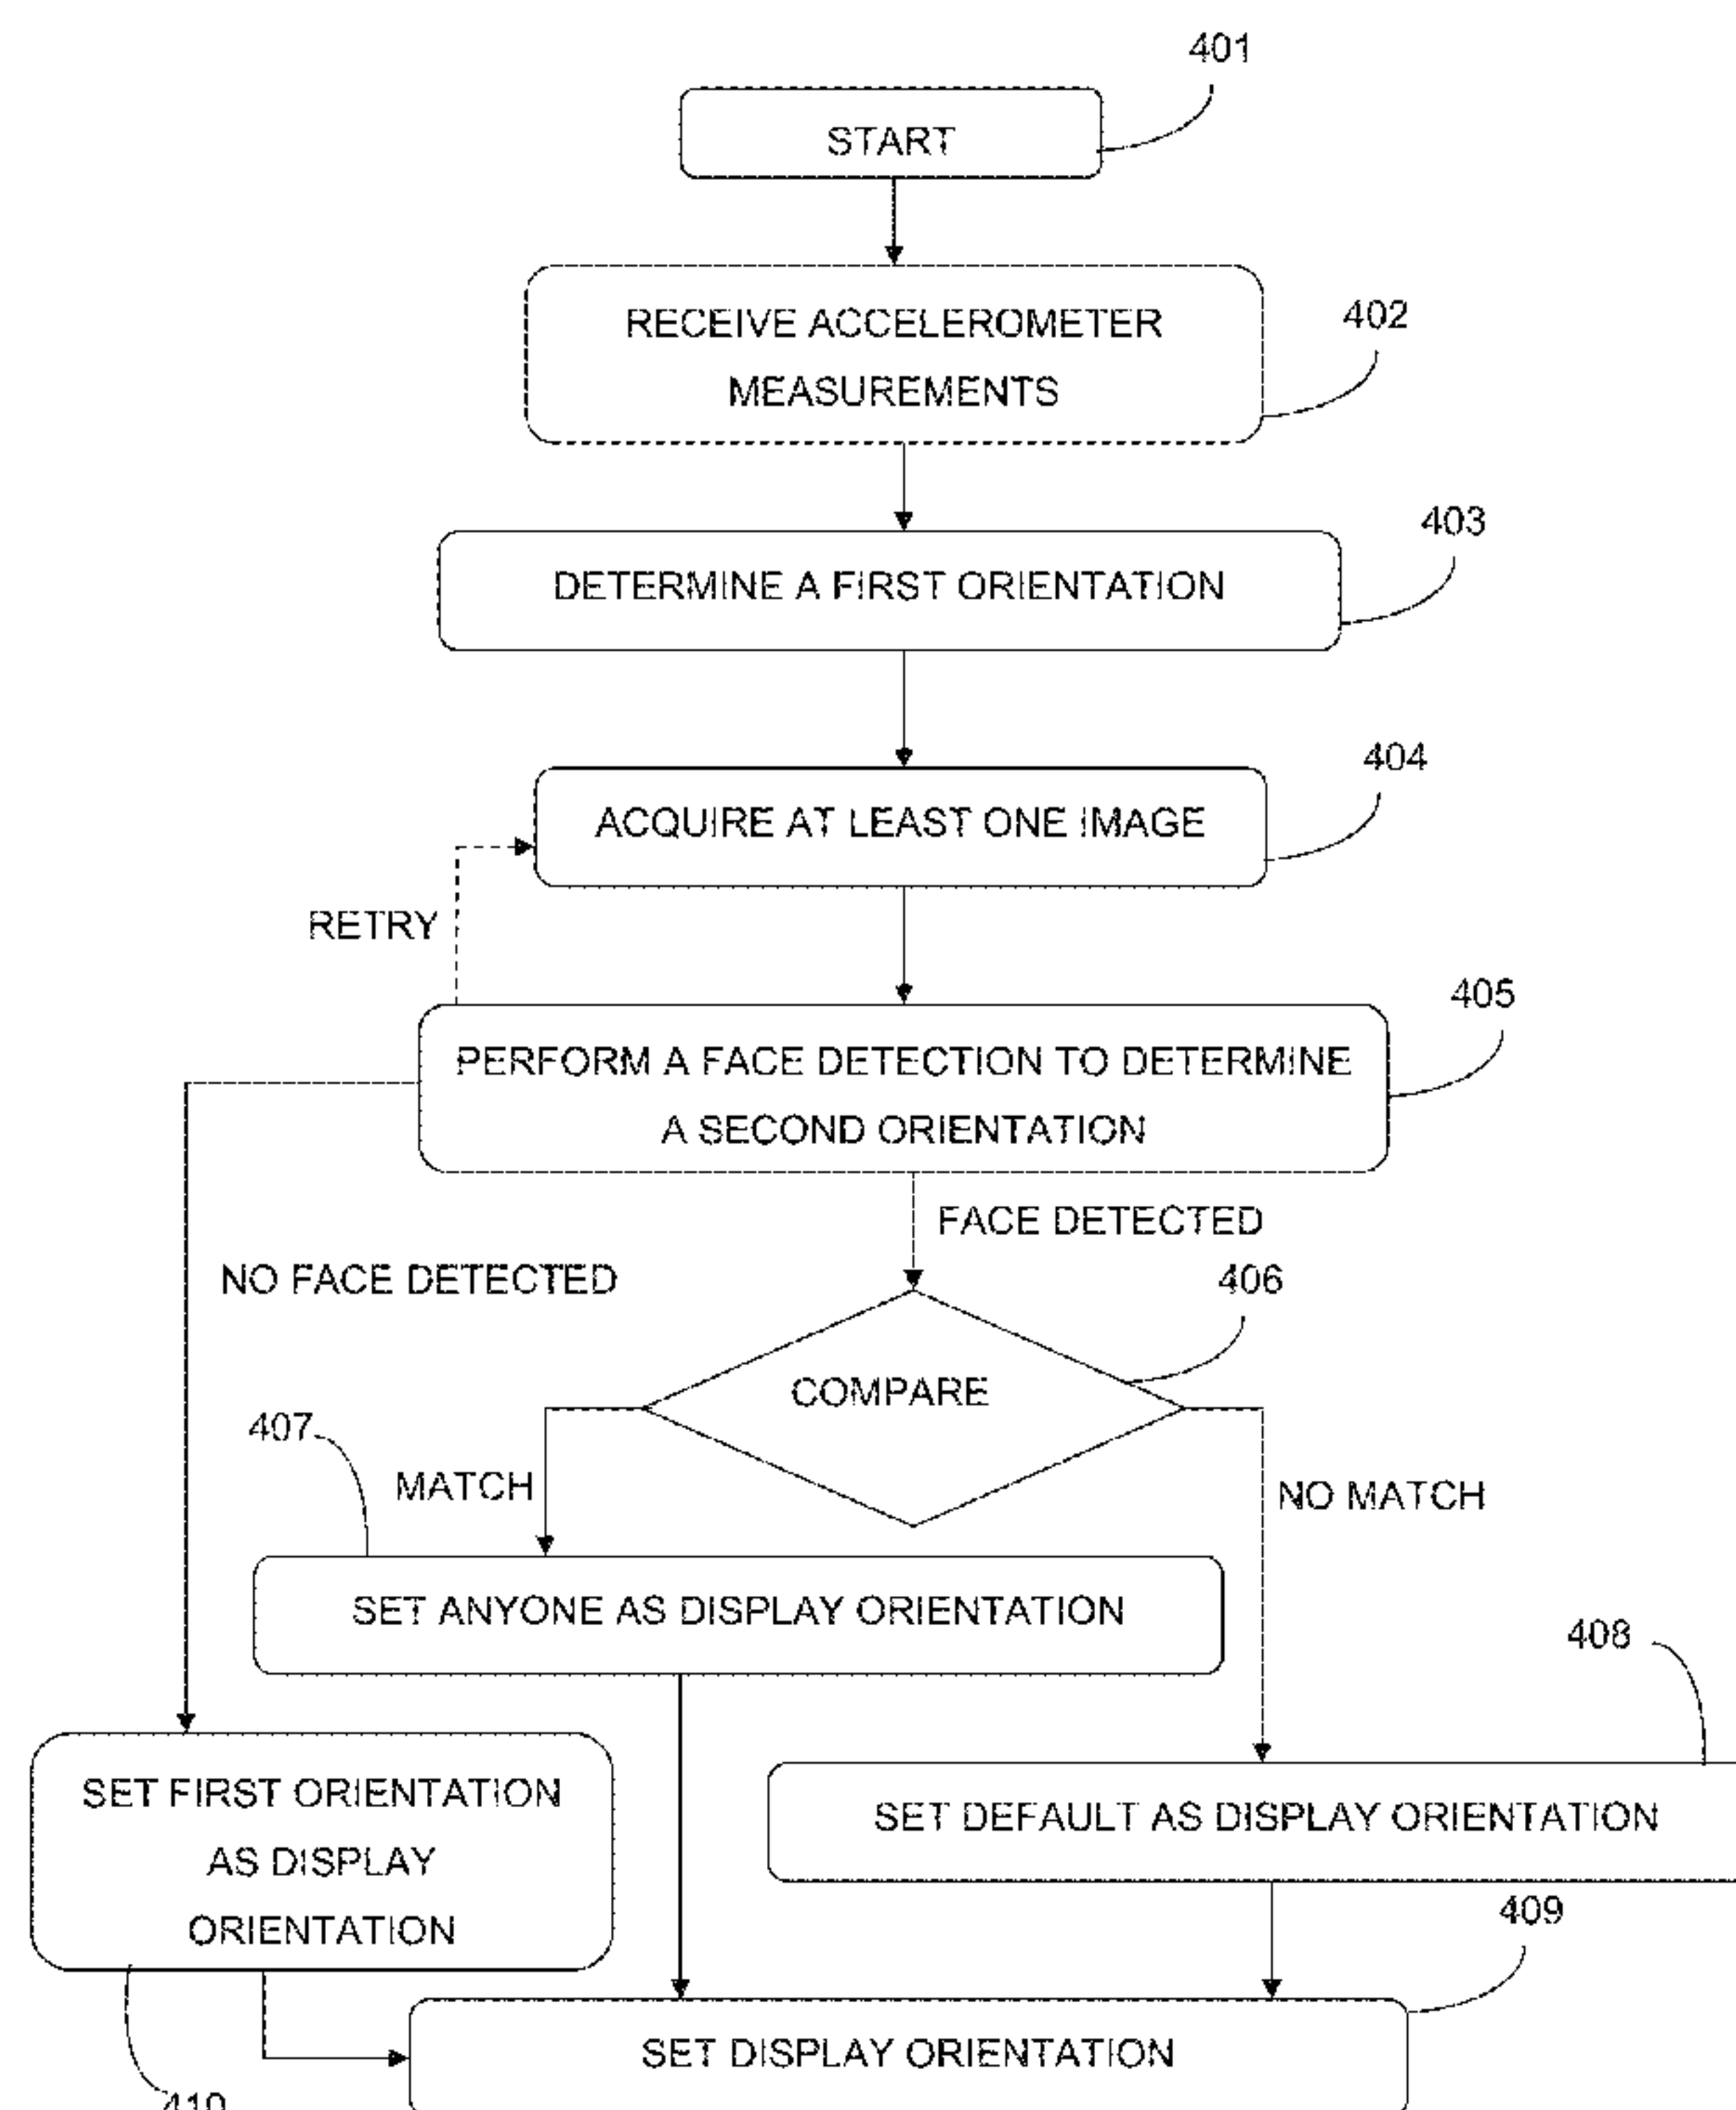 401
START
RECEIVE ACCELEROMETER
MEASUREMENTS
402
403
DETERMINE A FIRST ORIENTATION
404
ACQUIRE AT LEAST ONE IMAGE
RETRY
405
PERFORM A FACE DETECTION TO DETERMINE
A SECOND ORIENTATION
FACE DETECTED
NO FACE DETECTED
406
COMPARE
407
MATCH
NO MATCH
SET ANYONE AS DISPLAY ORIENTATION
408
SET FIRST ORIENTATION
AS DISPLAY
ORIENTATION
SET DEFAULT AS DISPLAY ORIENTATION
409
SET DISPLAY ORIENTATION
410